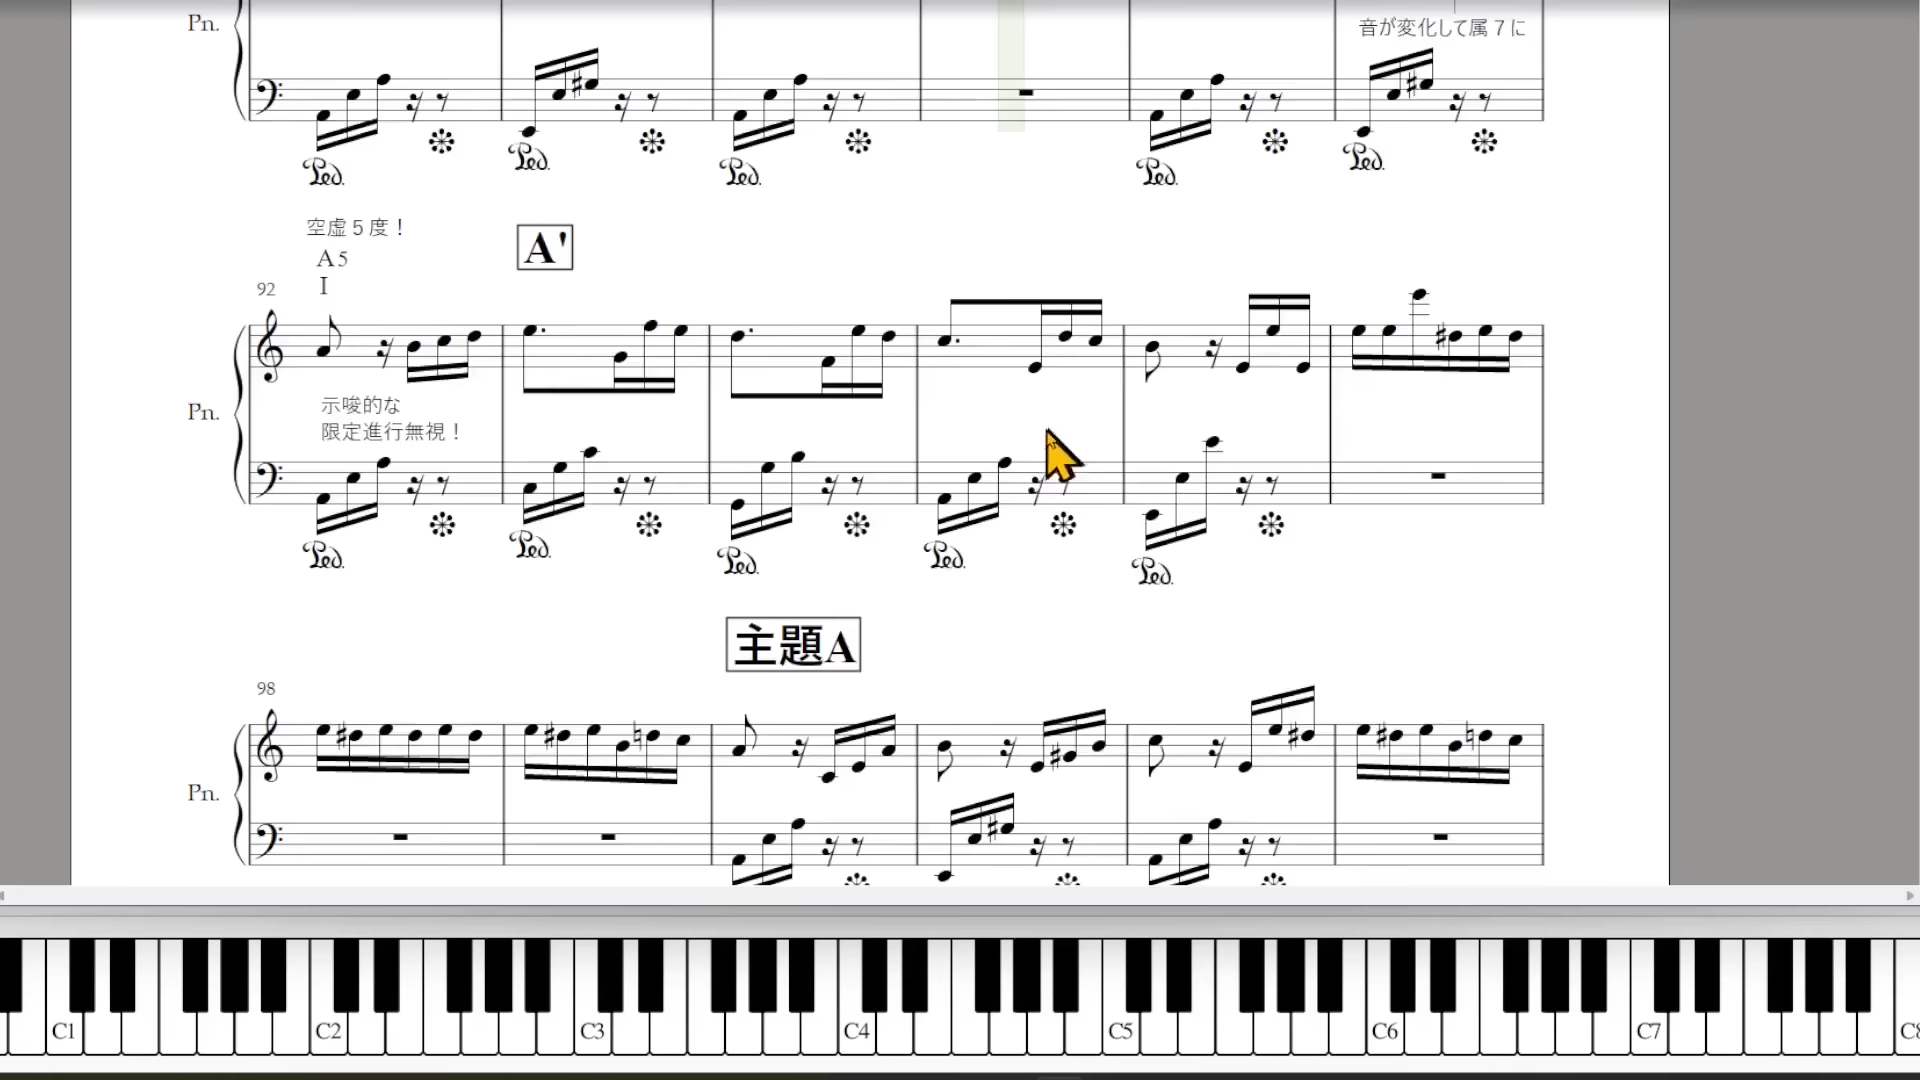 Pn.
音が変化して属7に
空虚5度！
A5
I
A'
92
Pn.
示唆的な
限定進行無視！
主題A
98
Pn.
C1 C2 C3 C4 C5 C6 C7 C8